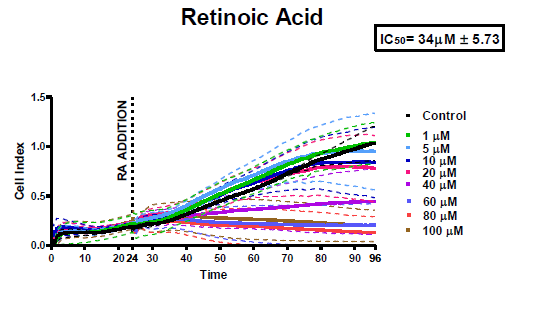 Retinoic Acid
IC50= 34μM ± 5.73
Cell Index
1.5
1.0
0.5
0.0
RA ADDITION
0 10 20 24 30 40 50 60 70 80 90 96
Time
Control
1 μM
5 μM
10 μM
20 μM
40 μM
60 μM
80 μM
100 μM